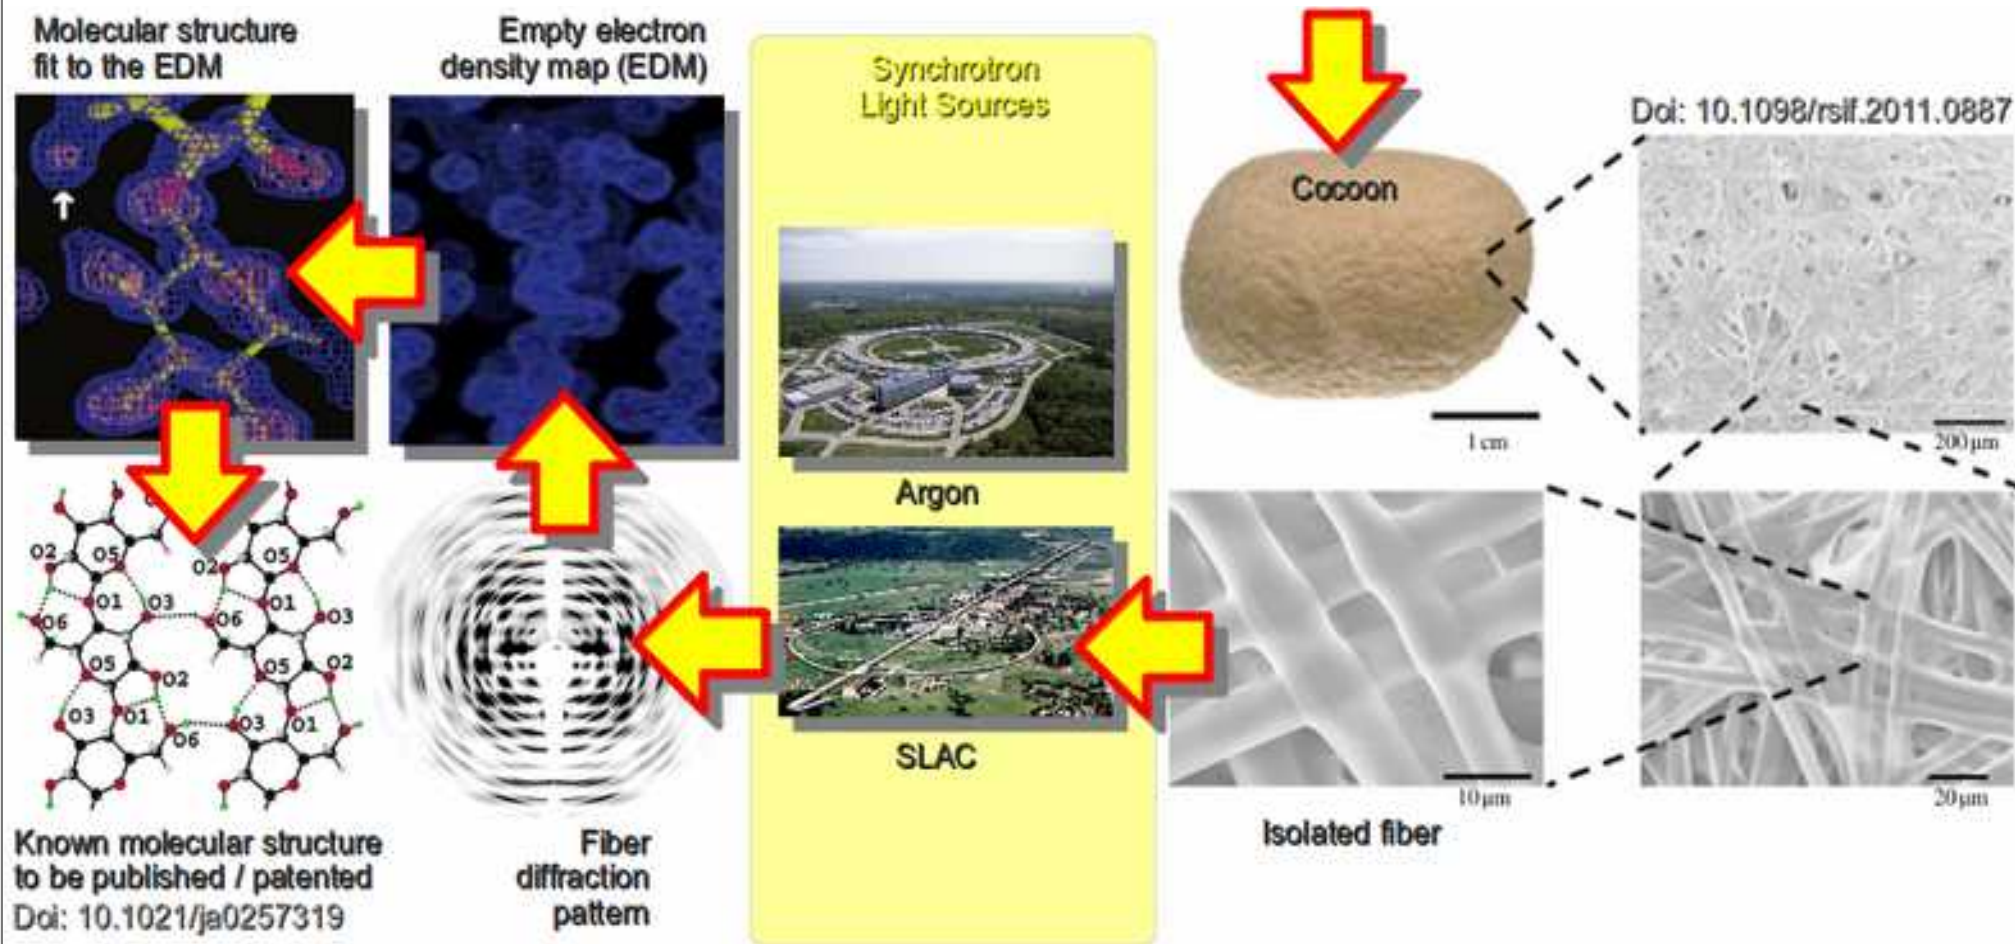 Molecular structure
fit to the EDM
Empty electron
density map (EDM)
Synchrotron
Light Sources
Doi: 10.1098/rsif.2011.0887
Cocoon
1 cm
200 μm
Argon
SLAC
10 μm
20 μm
Isolated fiber
O2
O5
O2
O5
O1
O3
O1
O6
O6
O3
O5
O2
O5
O2
O3
O1
O6
O3
O1
Known molecular structure
to be published / patented
Doi: 10.1021/ja0257319
Fiber
diffraction
pattern